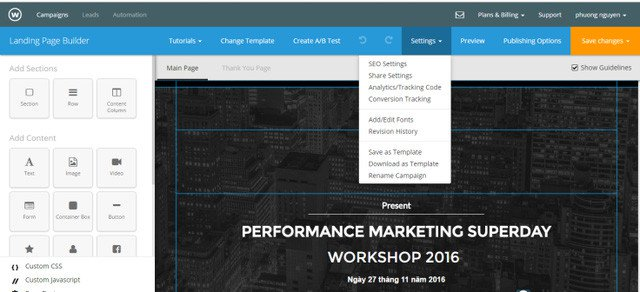 W Campaigns Leads Automation Plans & Billing Support phuong nguyen
Landing Page Builder Tutorials Change Template Create A/B Test Settings Preview Publishing Options Save changes
Add Sections
Section Row Content Column
Add Content
Text Image Video
Form Container Box Button
{ } Custom CSS
// Custom Javascript
Main Page Thank You Page Show Guidelines
SEO Settings
Share Settings
Analytics/Tracking Code
Conversion Tracking
Add/Edit Fonts
Revision History
Save as Template
Download as Template
Rename Campaign
Present
PERFORMANCE MARKETING SUPERDAY
WORKSHOP 2016
Ngày 27 tháng 11 năm 2016